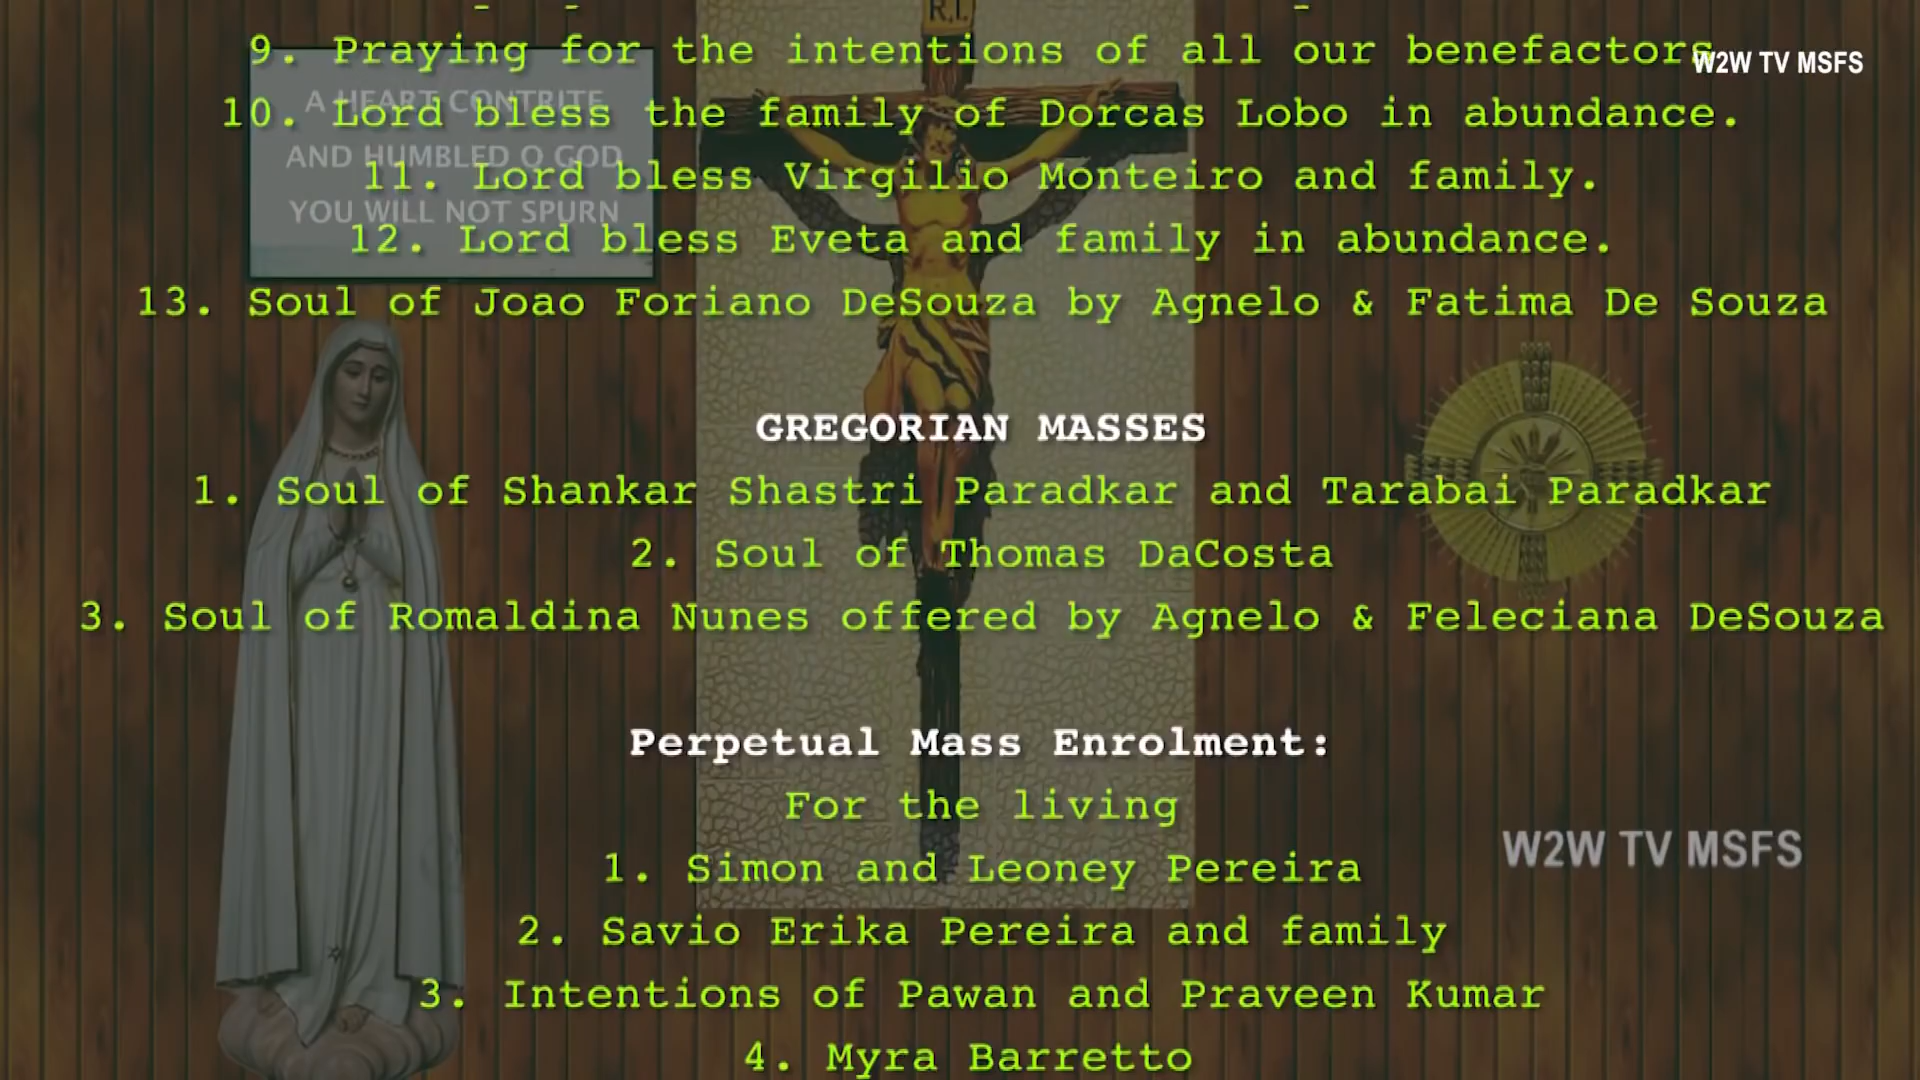 R.I.
9. Praying for the intentions of all our benefactors
W2W TV MSFS
A HEART CONTRITE
10. Lord bless the family of Dorcas Lobo in abundance.
AND HUMBLED O GOD
11. Lord bless Virgilio Monteiro and family.
YOU WILL NOT SPURN
12. Lord bless Eveta and family in abundance.
13. Soul of Joao Foriano DeSouza by Agnelo & Fatima De Souza
GREGORIAN MASSES
1. Soul of Shankar Shastri Paradkar and Tarabai Paradkar
2. Soul of Thomas DaCosta
3. Soul of Romaldina Nunes offered by Agnelo & Feleciana DeSouza
Perpetual Mass Enrolment:
For the living
1. Simon and Leoney Pereira
W2W TV MSFS
2. Savio Erika Pereira and family
3. Intentions of Pawan and Praveen Kumar
4. Myra Barretto